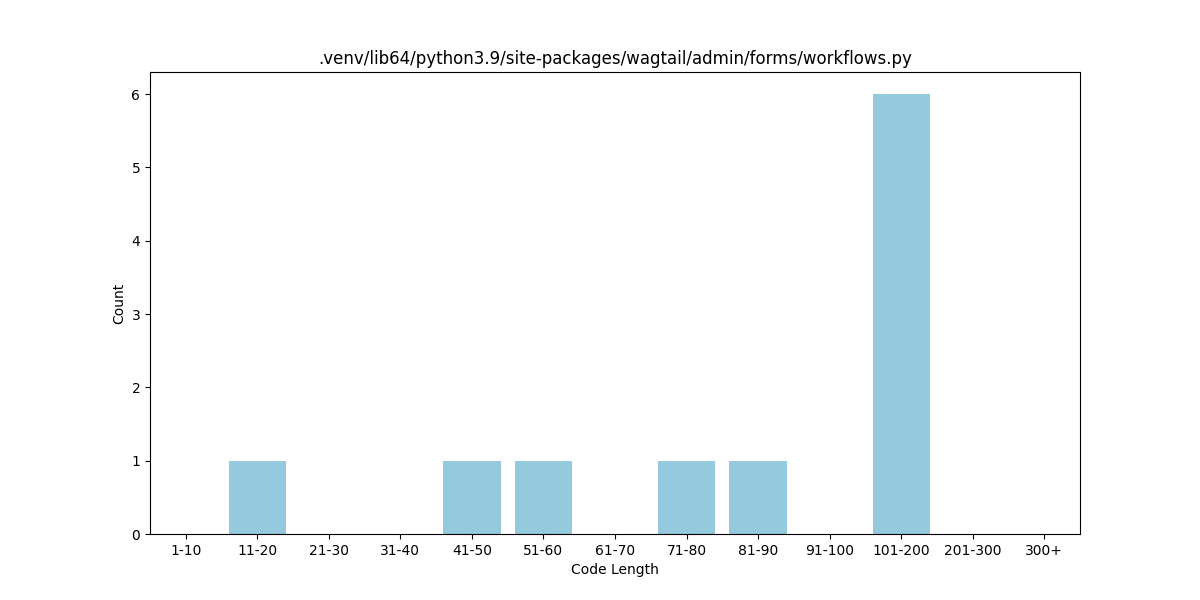 .venv/lib64/python3.9/site-packages/wagtail/admin/forms/workflows.py
6
5
4
3
2
1
0
Count
1-10 11-20 21-30 31-40 41-50 51-60 61-70 71-80 81-90 91-100 101-200 201-300 300+
Code Length